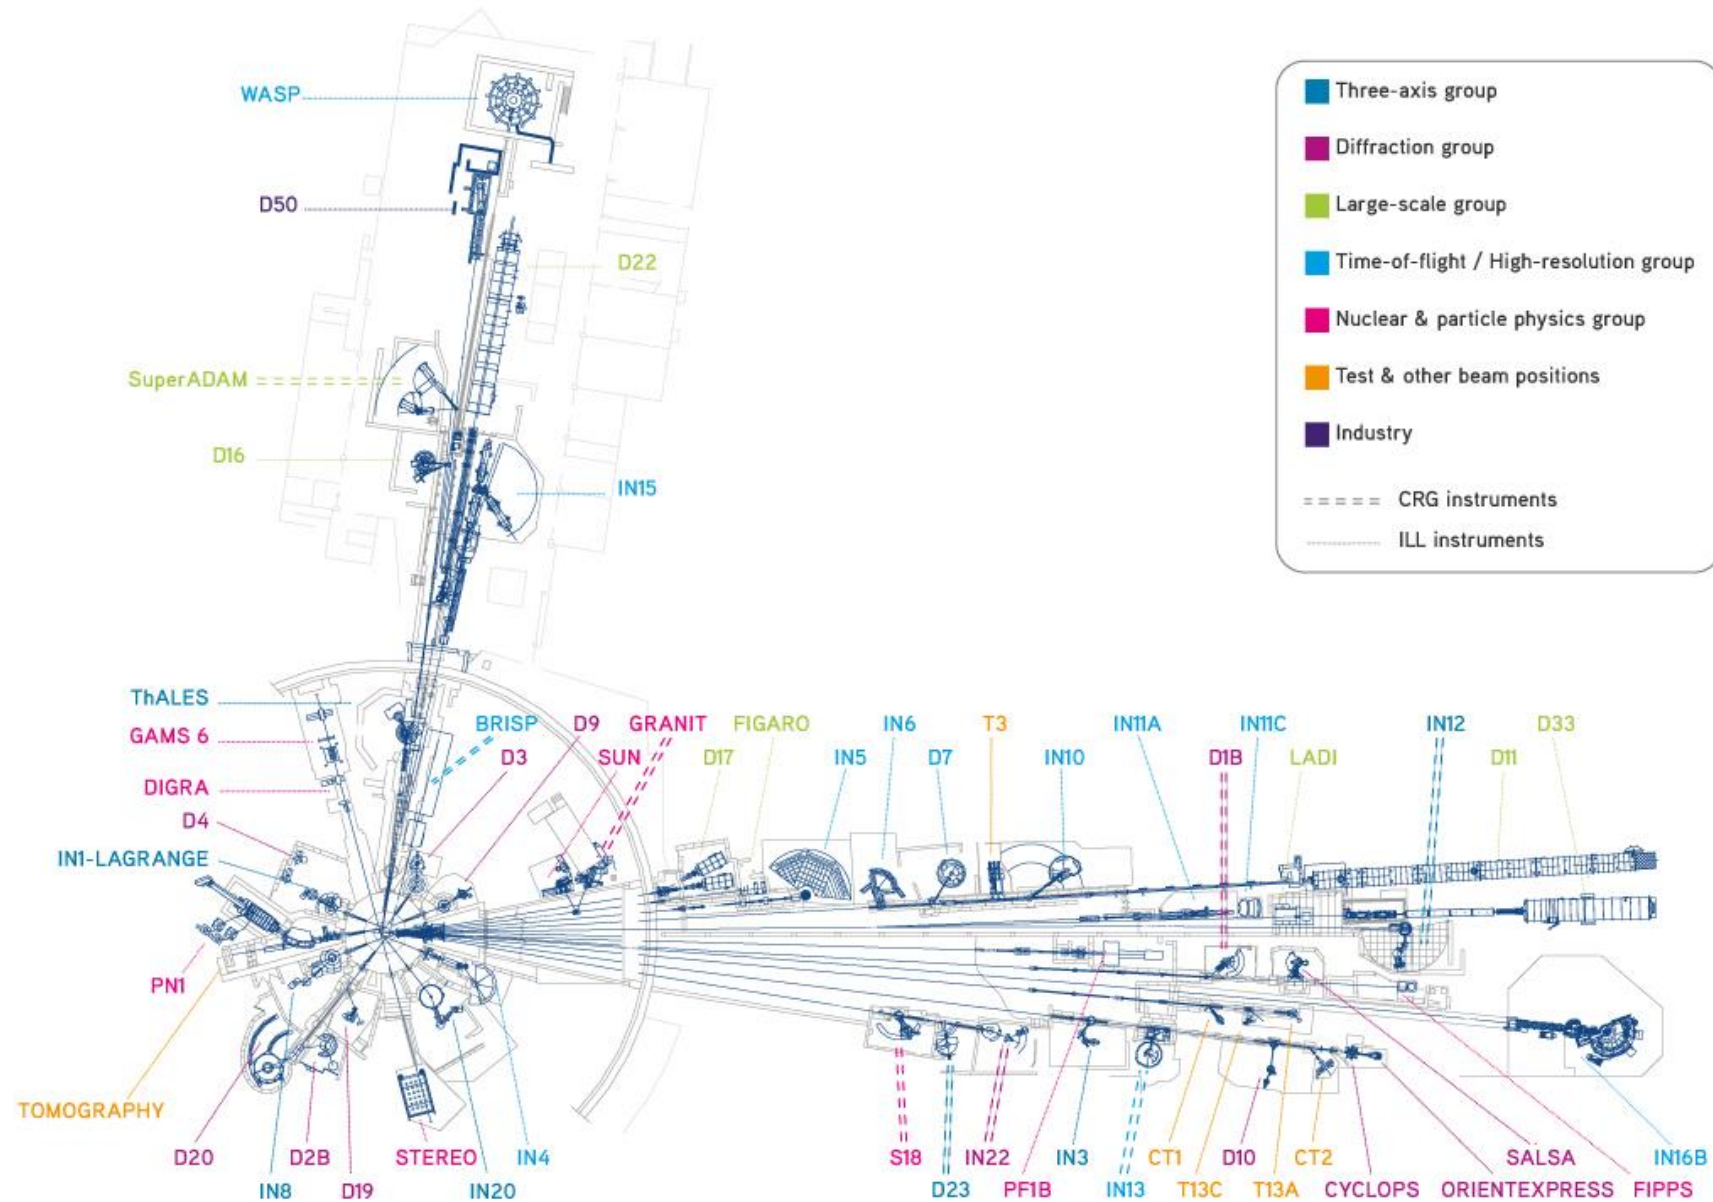 WASP
D50
D22
SuperADAM
D16
IN15
Three-axis group
Diffraction group
Large-scale group
Time-of-flight / High-resolution group
Nuclear & particle physics group
Test & other beam positions
Industry
CRG instruments
ILL instruments
ThALES
GAMS 6
DIGRA
D4
IN1-LAGRANGE
BRISP
D9
GRANIT
FIGARO
IN6
T3
IN11A
IN11C
IN12
D33
D3
SUN
D17
IN5
D7
IN10
D1B
LADI
D11
PN1
TOMOGRAPHY
D20
D2B
STEREO
IN4
S18
IN22
IN3
CT1
D10
CT2
SALSA
IN16B
IN8
D19
IN20
D23
PF1B
IN13
T13C
T13A
CYCLOPS
ORIENTEXPRESS
FIPPS